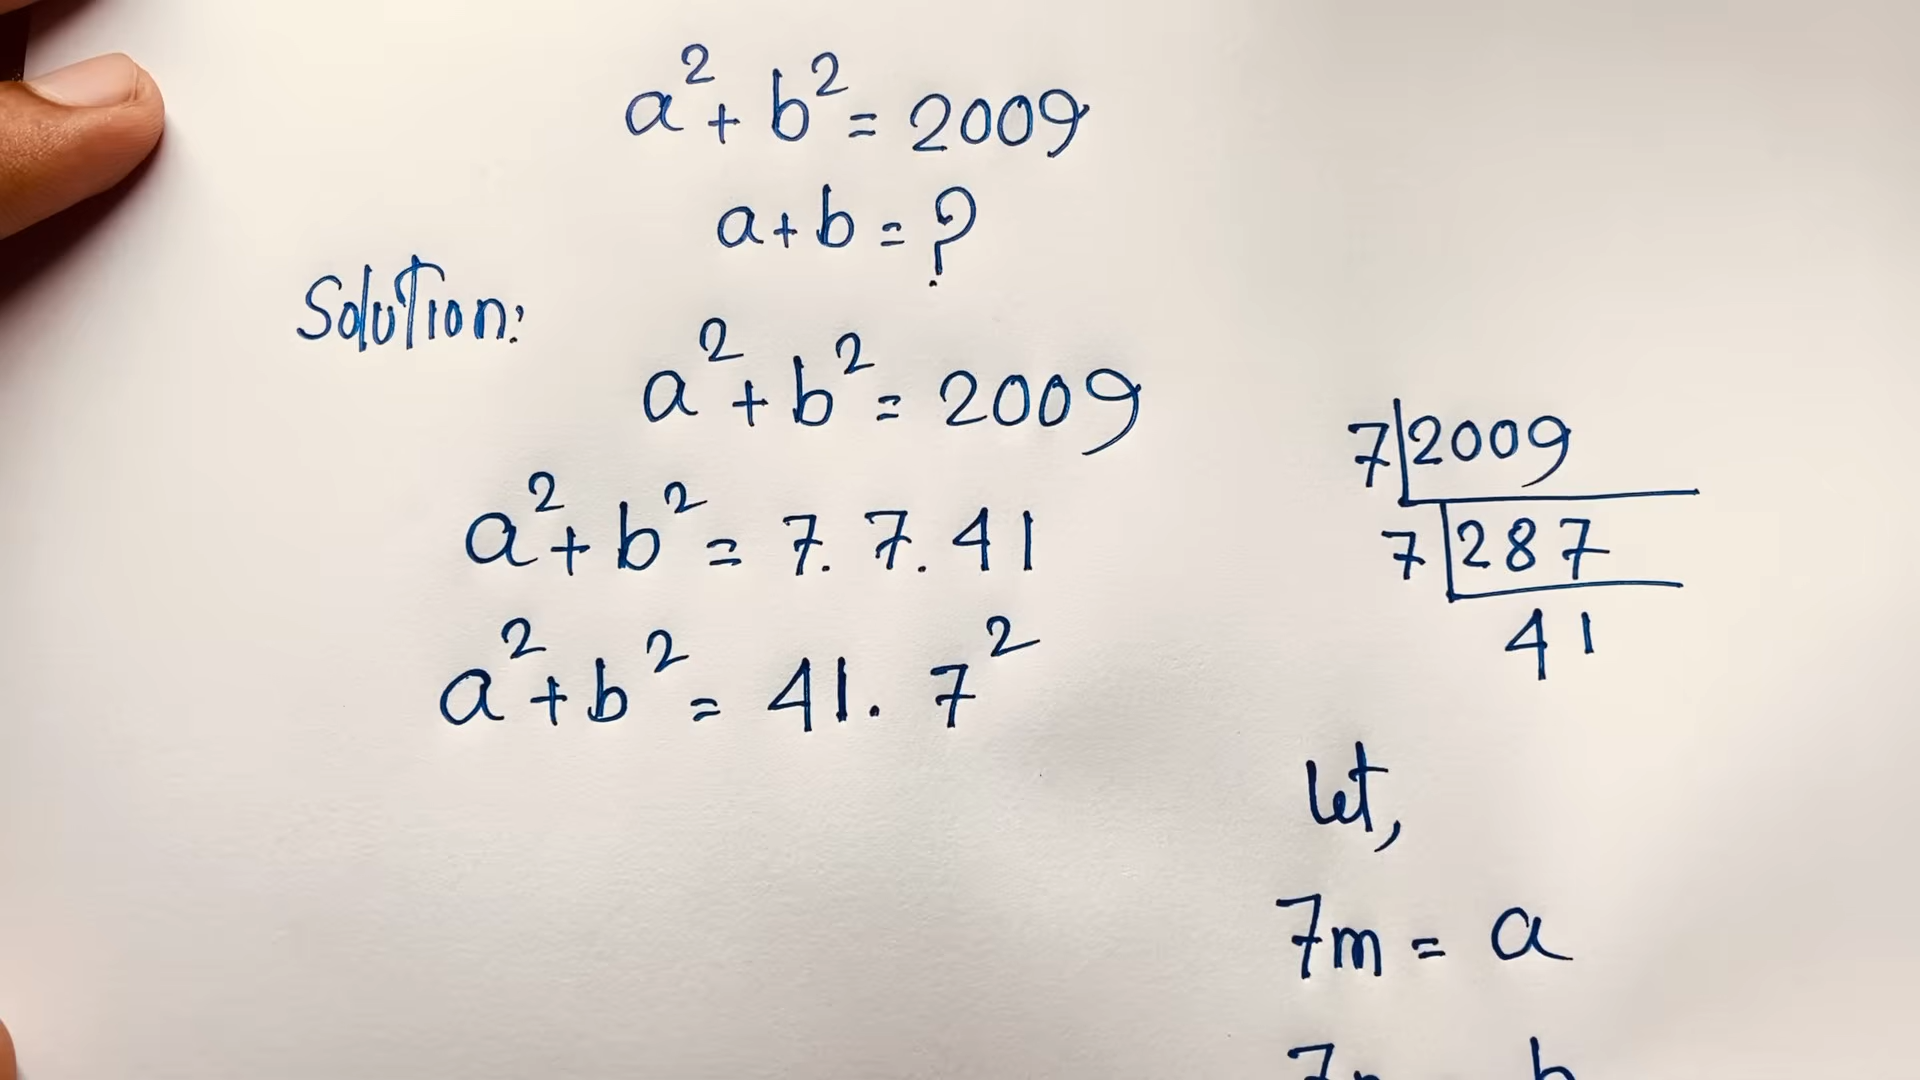 a² + b² = 2009
a + b = ?
Solution:
a² + b² = 2009
a² + b² = 7. 7. 41
a² + b² = 41. 7²
7 2009
7 287
41
let,
7m = a